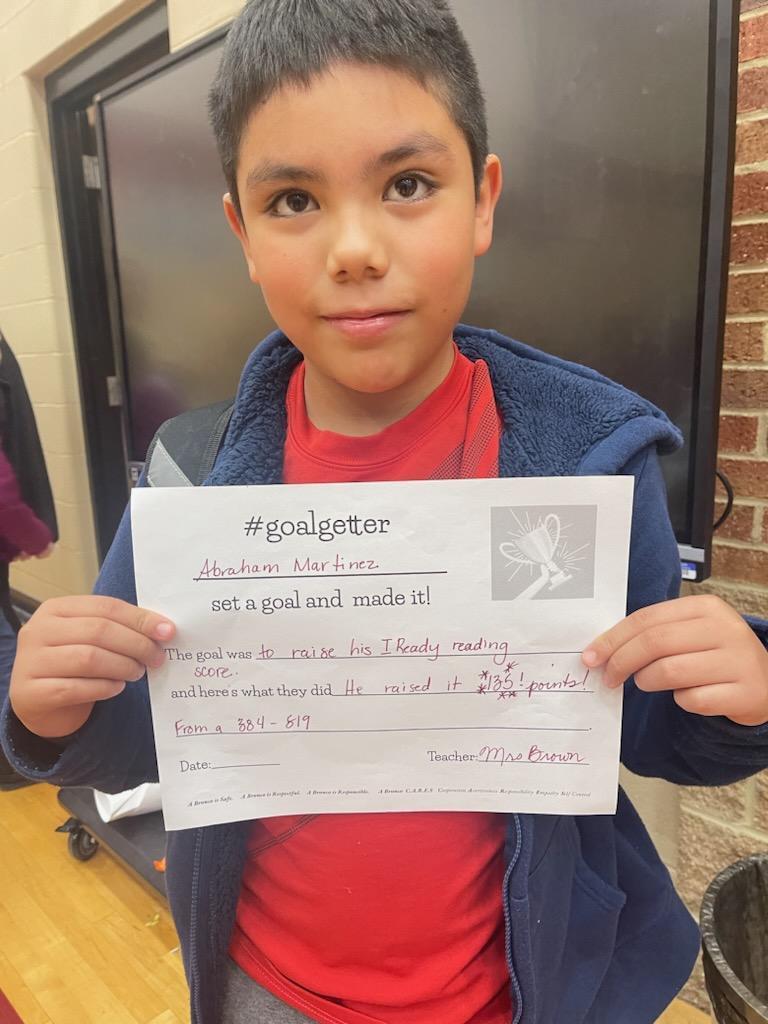 #goalgetter
Abraham Martinez
set a goal and made it!
The goal was to raise his I Ready reading
score.
and here's what they did He raised it *135! points!
From a 384 - 519
Date:
Teacher: Mrs Brown
A Bronco is Safe. A Bronco is Respectful. A Bronco is Responsible. A Bronco C.A.R.E.S Cooperation Assertiveness Responsibility Empathy Self Control